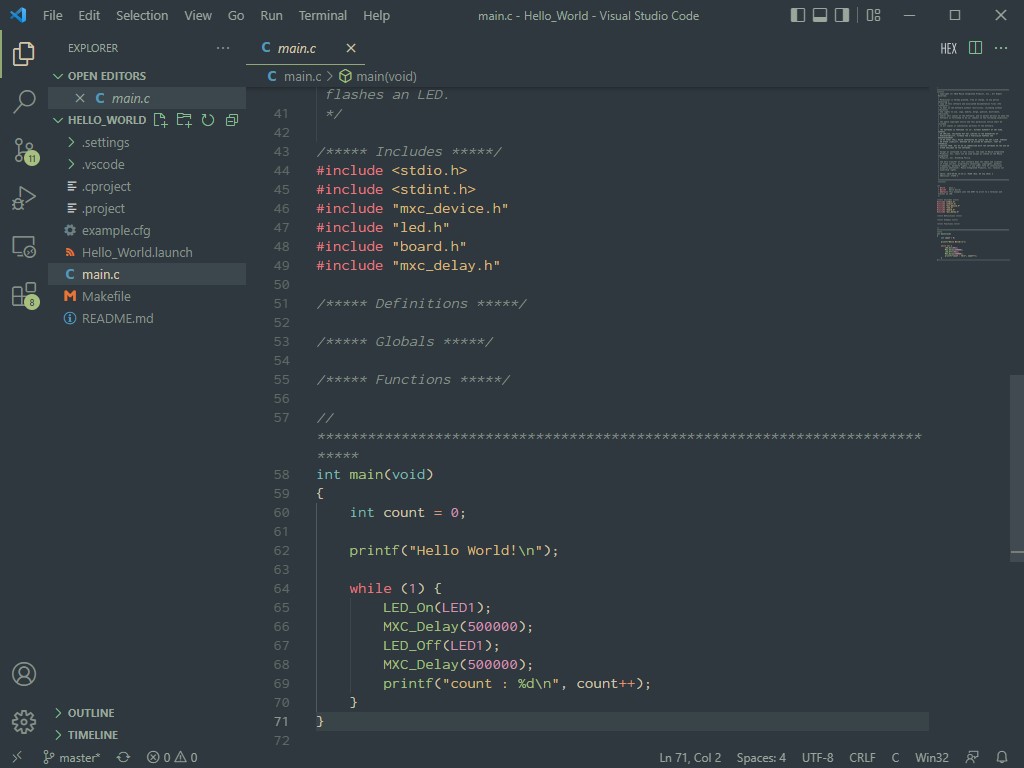 File Edit Selection View Go Run Terminal Help
main.c - Hello_World - Visual Studio Code
EXPLORER
OPEN EDITORS
C main.c
HELLO_WORLD
.settings
.vscode
.cproject
.project
example.cfg
Hello_World.launch
C main.c
M Makefile
README.md
OUTLINE
TIMELINE
11
8
C main.c
HEX
C main.c > main(void)
flashes an LED.
41 */
42
43 /***** Includes *****/
44 #include <stdio.h>
45 #include <stdint.h>
46 #include "mxc_device.h"
47 #include "led.h"
48 #include "board.h"
49 #include "mxc_delay.h"
50
51 /***** Definitions *****/
52
53 /***** Globals *****/
54
55 /***** Functions *****/
56
57 //
************************************************************************
*****
58 int main(void)
59 {
60 int count = 0;
61
62 printf("Hello World!\n");
63
64 while (1) {
65 LED_On(LED1);
66 MXC_Delay(500000);
67 LED_Off(LED1);
68 MXC_Delay(500000);
69 printf("count : %d\n", count++);
70 }
71 }
72
master* 0 0 Ln 71, Col 2 Spaces: 4 UTF-8 CRLF C Win32